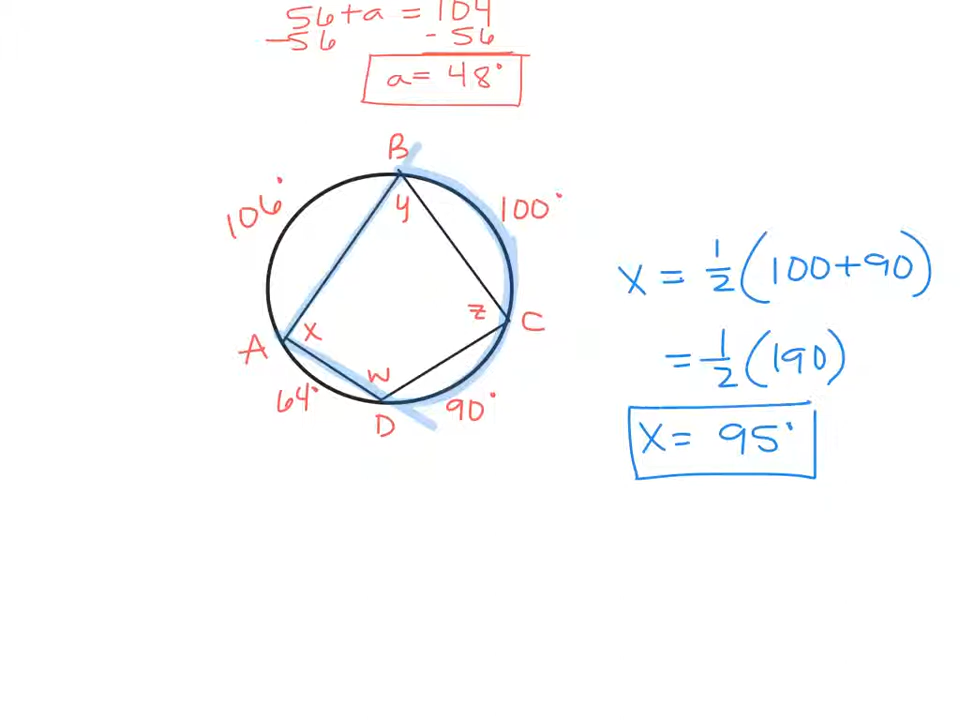 56+a = 104
-56 - 56
a= 48°
B
106°
y
100°
x = 1/2(100+90)
z
C
x
A
= 1/2(190)
w
64°
90°
D
x = 95°